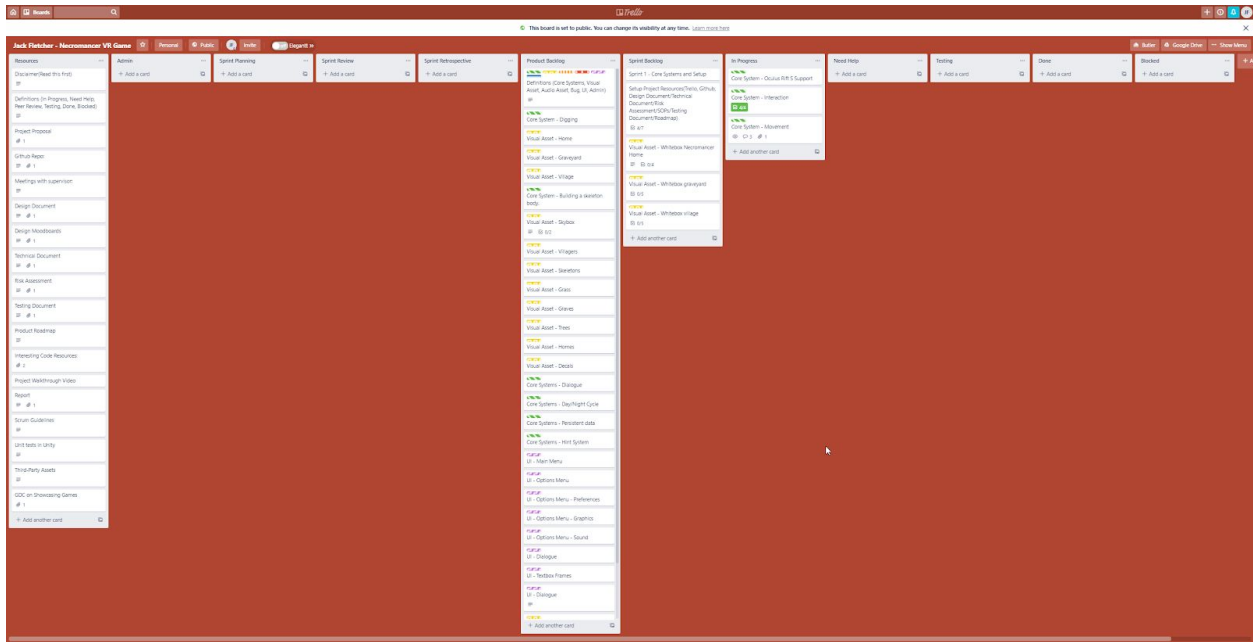 Boards
Trello
This board is set to public. You can change its visibility at any time. Learn more here
Jack Fletcher - Necromancer VR Game
Personal
Public
Invite
Elegantt
Butler
Google Drive
Show Menu
Resources
Disclaimer(Read this first)
Definitions (In Progress, Need Help,
Peer Review, Testing, Done, Blocked)
Project Proposal
1
Github Repo
1
Meetings with supervisors
Design Document
1
Design Moodboards
1
Technical Document
1
Risk Assessment
1
Testing Document
1
Product Roadmap
Interesting Code Resources
2
Project Walkthrough Video
Report
1
Scrum Guidelines
Unit tests in Unity
Third-Party Assets
GDC on Showcasing Games
1
+ Add another card
Admin
+ Add a card
Sprint Planning
+ Add a card
Sprint Review
+ Add a card
Sprint Retrospective
+ Add a card
Product Backlog
Definitions (Core Systems, Visual
Asset, Audio Asset, Bug, UI, Admin)
Core System - Digging
Visual Asset - Home
Visual Asset - Graveyard
Visual Asset - Village
Core System - Building a skeleton
body.
Visual Asset - Skybox
0/2
Visual Asset - Villagers
Visual Asset - Skeletons
Visual Asset - Grass
Visual Asset - Graves
Visual Asset - Trees
Visual Asset - Homes
Visual Asset - Decals
Core Systems - Dialogue
Core Systems - Day/Night Cycle
Core Systems - Persistent data
Core Systems - Hint System
UI - Main Menu
UI - Options Menu
UI - Options Menu - Preferences
UI - Options Menu - Graphics
UI - Options Menu - Sound
UI - Dialogue
UI - Textbox Frames
UI - Dialogue
+ Add another card
Sprint Backlog
Sprint 1 - Core Systems and Setup
Setup Project Resources(Trello, Github,
Design Document/Technical
Document/Risk
Assessment/SOPs/Testing
Document/Roadmap)
Visual Asset - Whitebox Necromancer
Home
Visual Asset - Whitebox graveyard
Visual Asset - Whitebox village
+ Add another card
In Progress
Core System - Oculus Rift S Support
Core System - Interaction
Core System - Movement
+ Add another card
Need Help
+ Add a card
Testing
+ Add a card
Done
+ Add a card
Blocked
+ Add a card